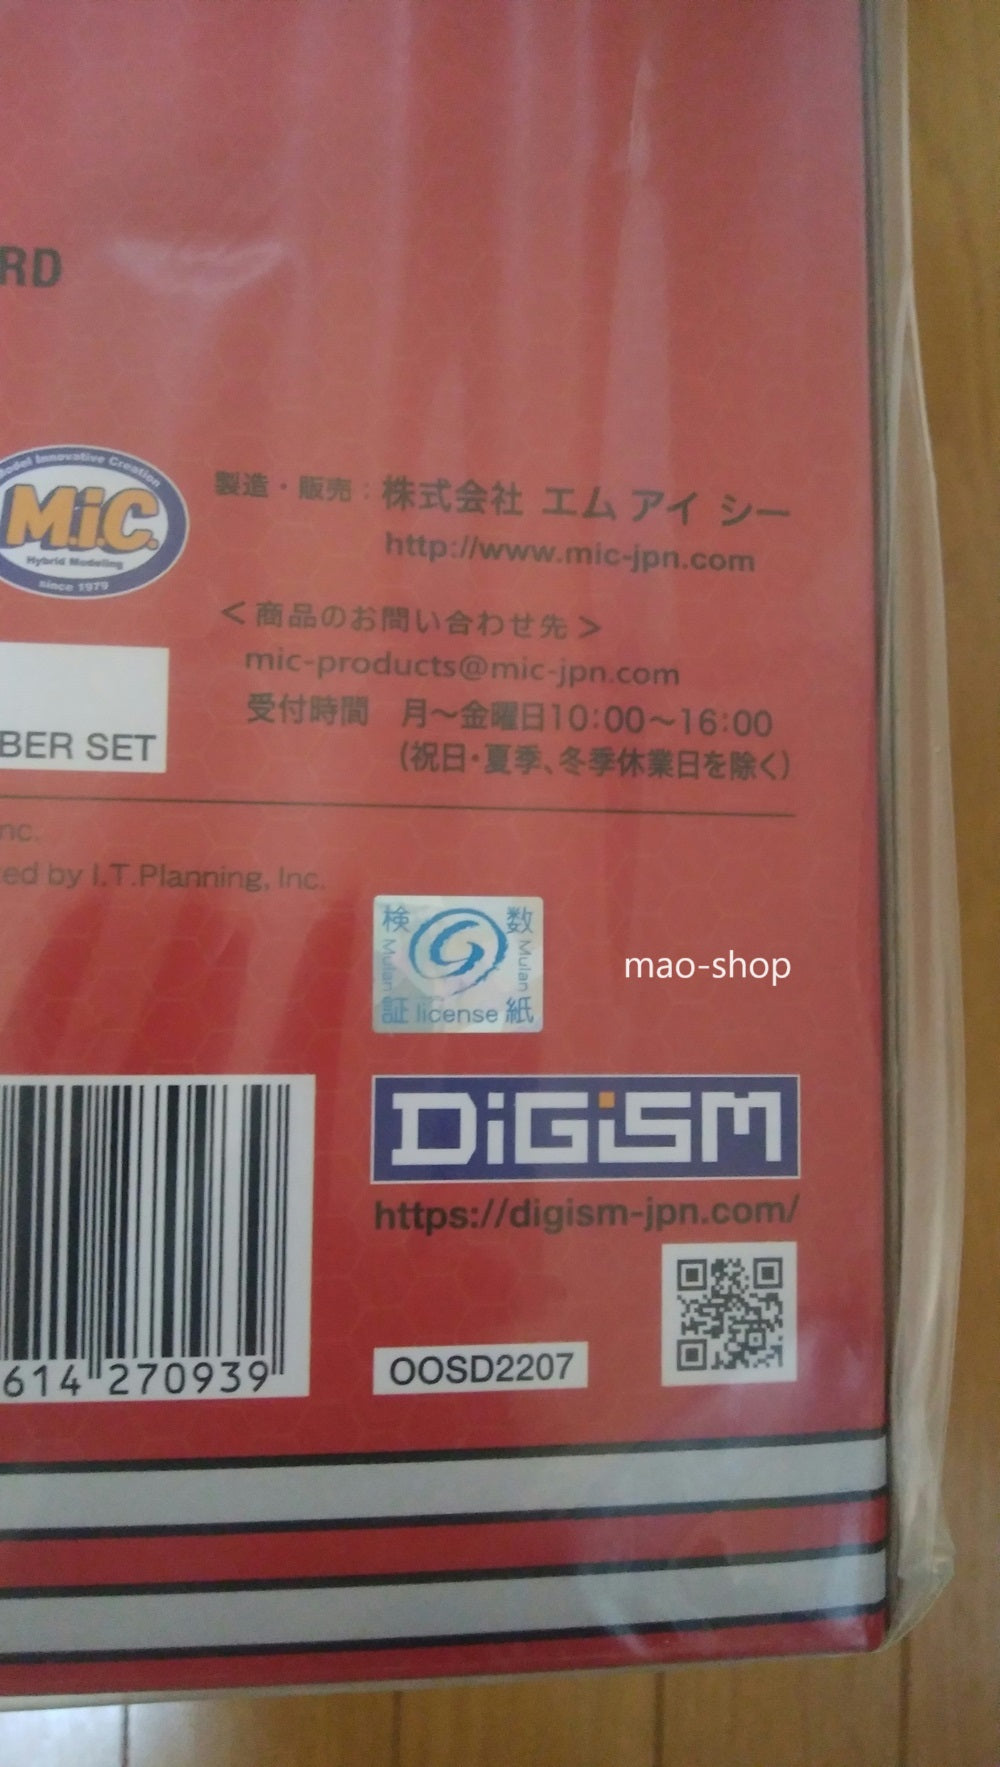 RD
Model Innovative Creation
M.i.C.
Hybrid Modeling
since 1979
製造・販売：株式会社 エム アイ シー
http://www.mic-jpn.com
＜商品のお問い合わせ先＞
mic-products@mic-jpn.com
受付時間 月～金曜日10：00～16：00
(祝日・夏季、冬季休業日を除く)
BER SET
nc.
ed by I.T.Planning, Inc.
検 数
Mulan Mulan
証 license 紙
mao-shop
DiGiSM
https://digism-jpn.com/
OOSD2207
614 270939